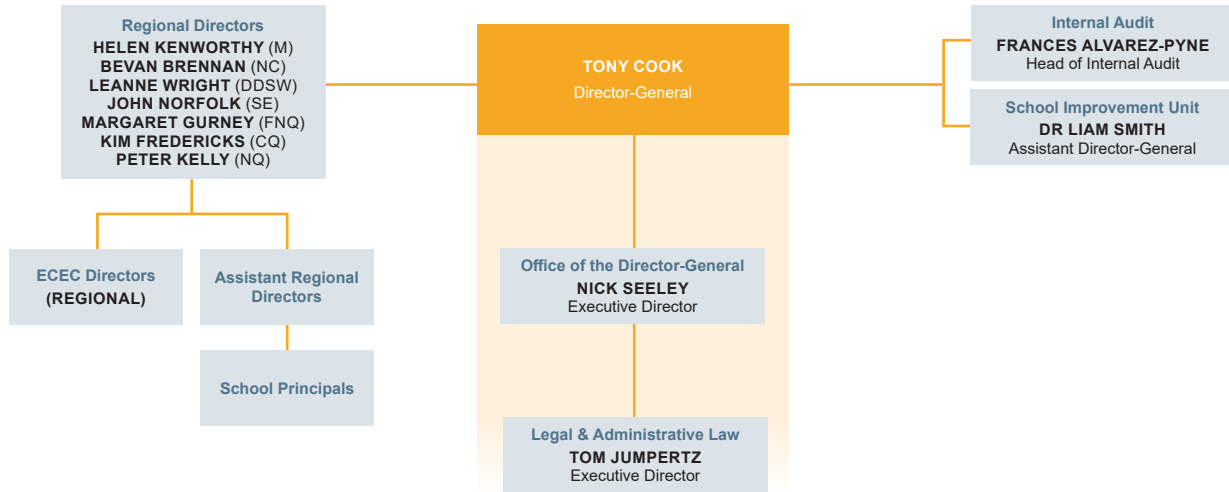 Regional Directors
HELEN KENWORTHY (M)
BEVAN BRENNAN (NC)
LEANNE WRIGHT (DDSW)
JOHN NORFOLK (SE)
MARGARET GURNEY (FNQ)
KIM FREDERICKS (CQ)
PETER KELLY (NQ)
TONY COOK
Director-General
Internal Audit
FRANCES ALVAREZ-PYNE
Head of Internal Audit
School Improvement Unit
DR LIAM SMITH
Assistant Director-General
ECEC Directors
(REGIONAL)
Assistant Regional
Directors
Office of the Director-General
NICK SEELEY
Executive Director
School Principals
Legal & Administrative Law
TOM JUMPERTZ
Executive Director